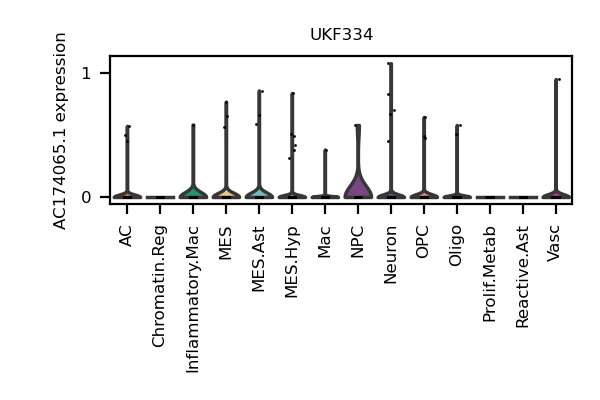 UKF334
AC174065.1 expression
1
0
AC
Chromatin.Reg
Inflammatory.Mac
MES
MES.Ast
MES.Hyp
Mac
NPC
Neuron
OPC
Oligo
Prolif.Metab
Reactive.Ast
Vasc